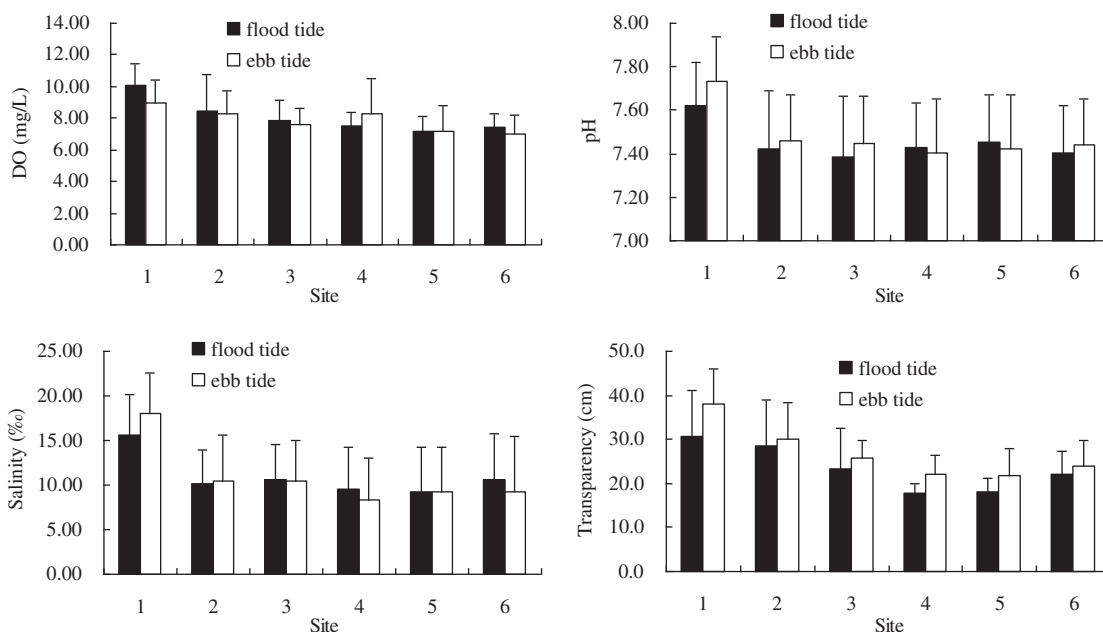 14.00
12.00
10.00
8.00
6.00
4.00
2.00
0.00
DO (mg/L)
flood tide
ebb tide
1 2 3 4 5 6
Site
8.00
7.80
7.60
7.40
7.20
7.00
pH
flood tide
ebb tide
1 2 3 4 5 6
Site
25.00
20.00
15.00
10.00
5.00
0.00
Salinity (‰)
flood tide
ebb tide
1 2 3 4 5 6
Site
50.0
40.0
30.0
20.0
10.0
0.0
Transparency (cm)
flood tide
ebb tide
1 2 3 4 5 6
Site